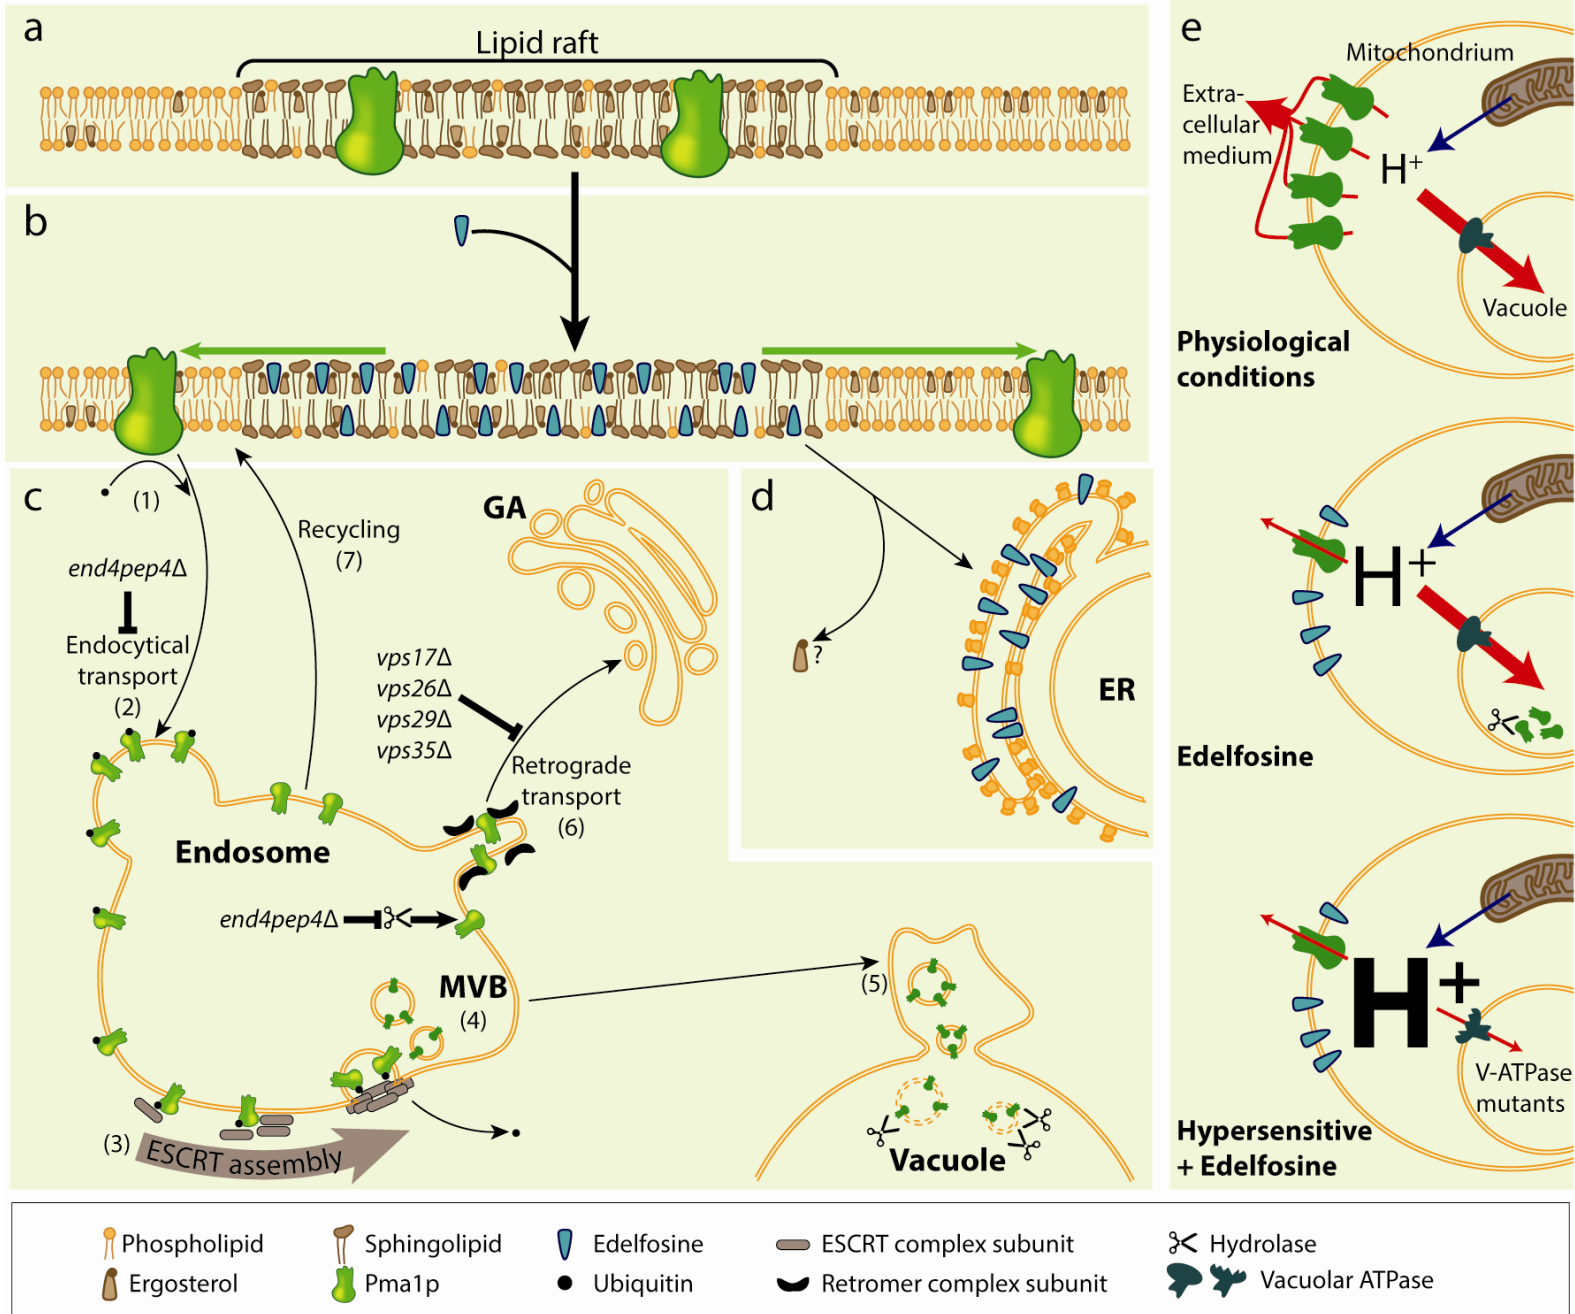 a
Lipid raft
b
c
(1)
end4pep4Δ
Endocytical
transport
(2)
Recycling
(7)
GA
vps17Δ
vps26Δ
vps29Δ
vps35Δ
Retrograde
transport
(6)
Endosome
end4pep4Δ
MVB
(4)
(5)
(3)
ESCRT assembly
Vacuole
d
?
ER
e
Mitochondrium
Extra-
cellular
medium
H+
Vacuole
Physiological
conditions
H+
Edelfosine
H+
V-ATPase
mutants
Hypersensitive
+ Edelfosine
Phospholipid
Sphingolipid
Edelfosine
ESCRT complex subunit
Hydrolase
Ergosterol
Pma1p
Ubiquitin
Retromer complex subunit
Vacuolar ATPase